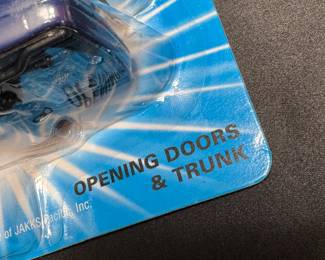 OPENING DOORS
& TRUNK
of JAKKS Pacific, Inc.